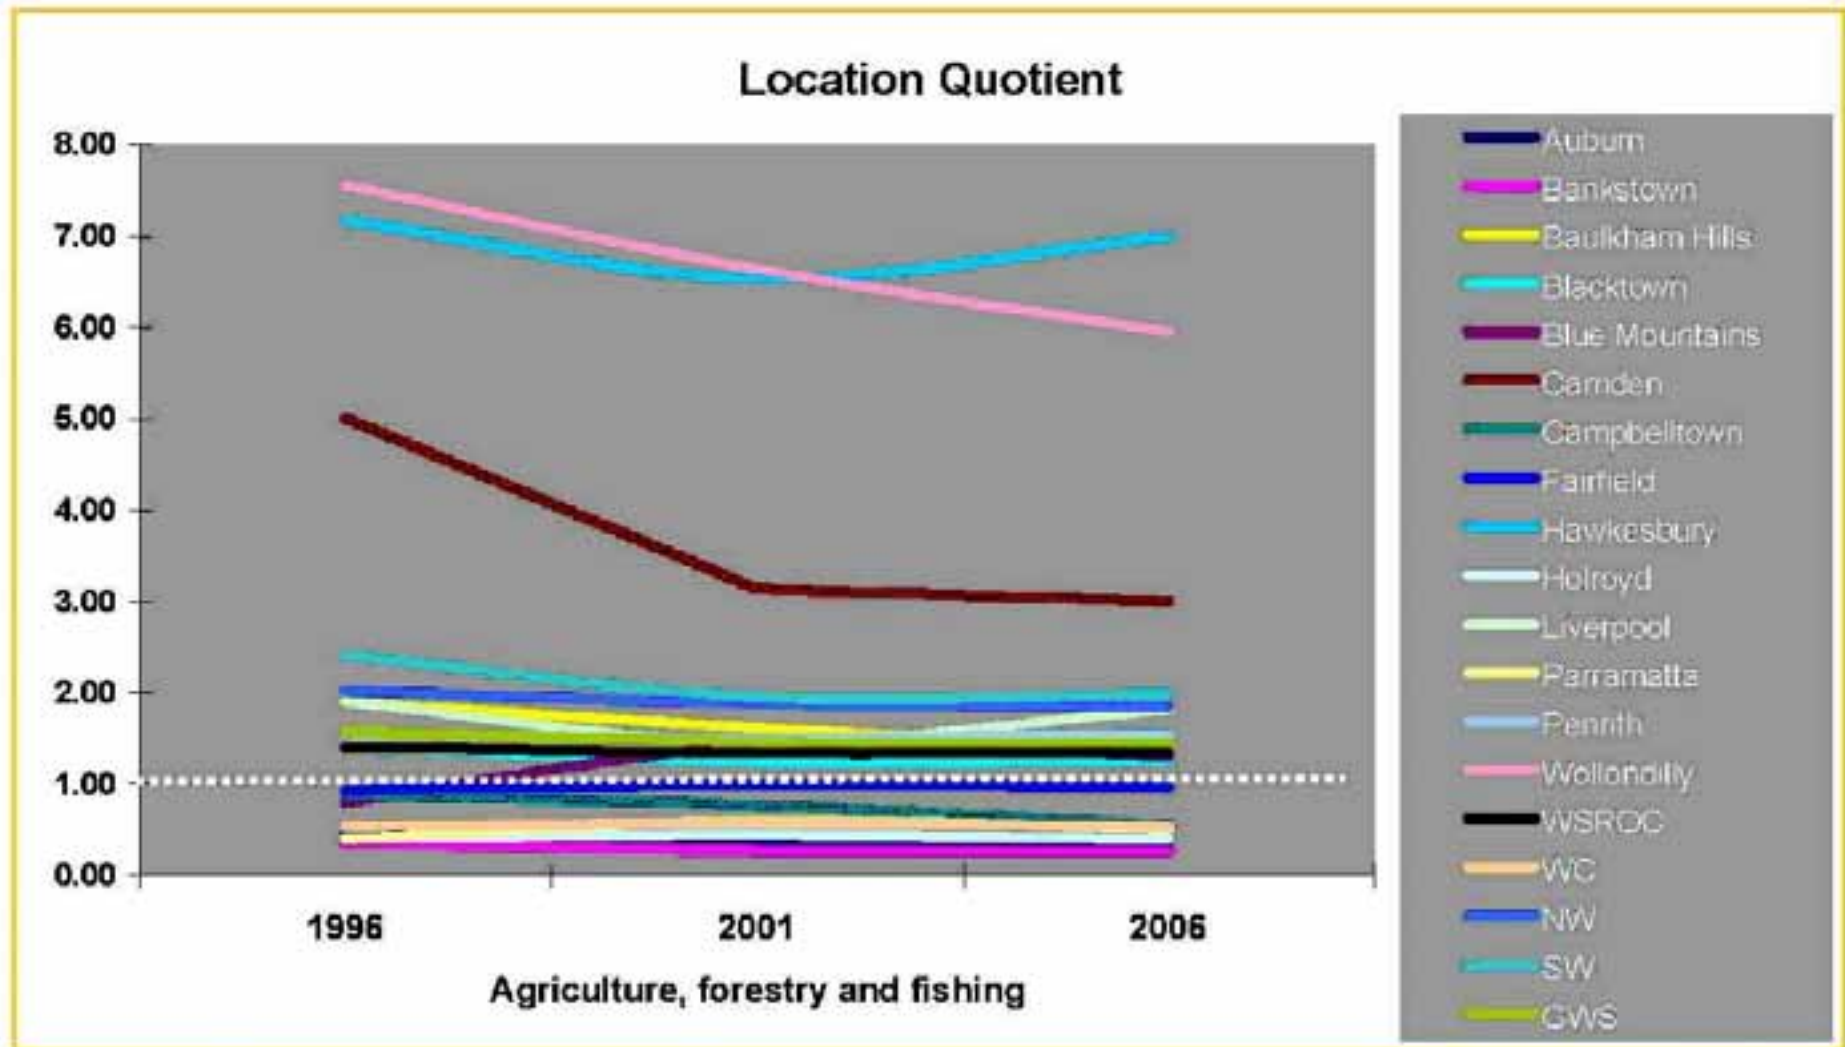 Location Quotient
8.00
7.00
6.00
5.00
4.00
3.00
2.00
1.00
0.00
1996
2001
2006
Agriculture, forestry and fishing
Auburn
Bankstown
Baulkham Hills
Blacktown
Blue Mountains
Camden
Campbelltown
Fairfield
Hawkesbury
Holroyd
Liverpool
Parramatta
Penrith
Wollondilly
WSROC
WC
NW
SW
GWS